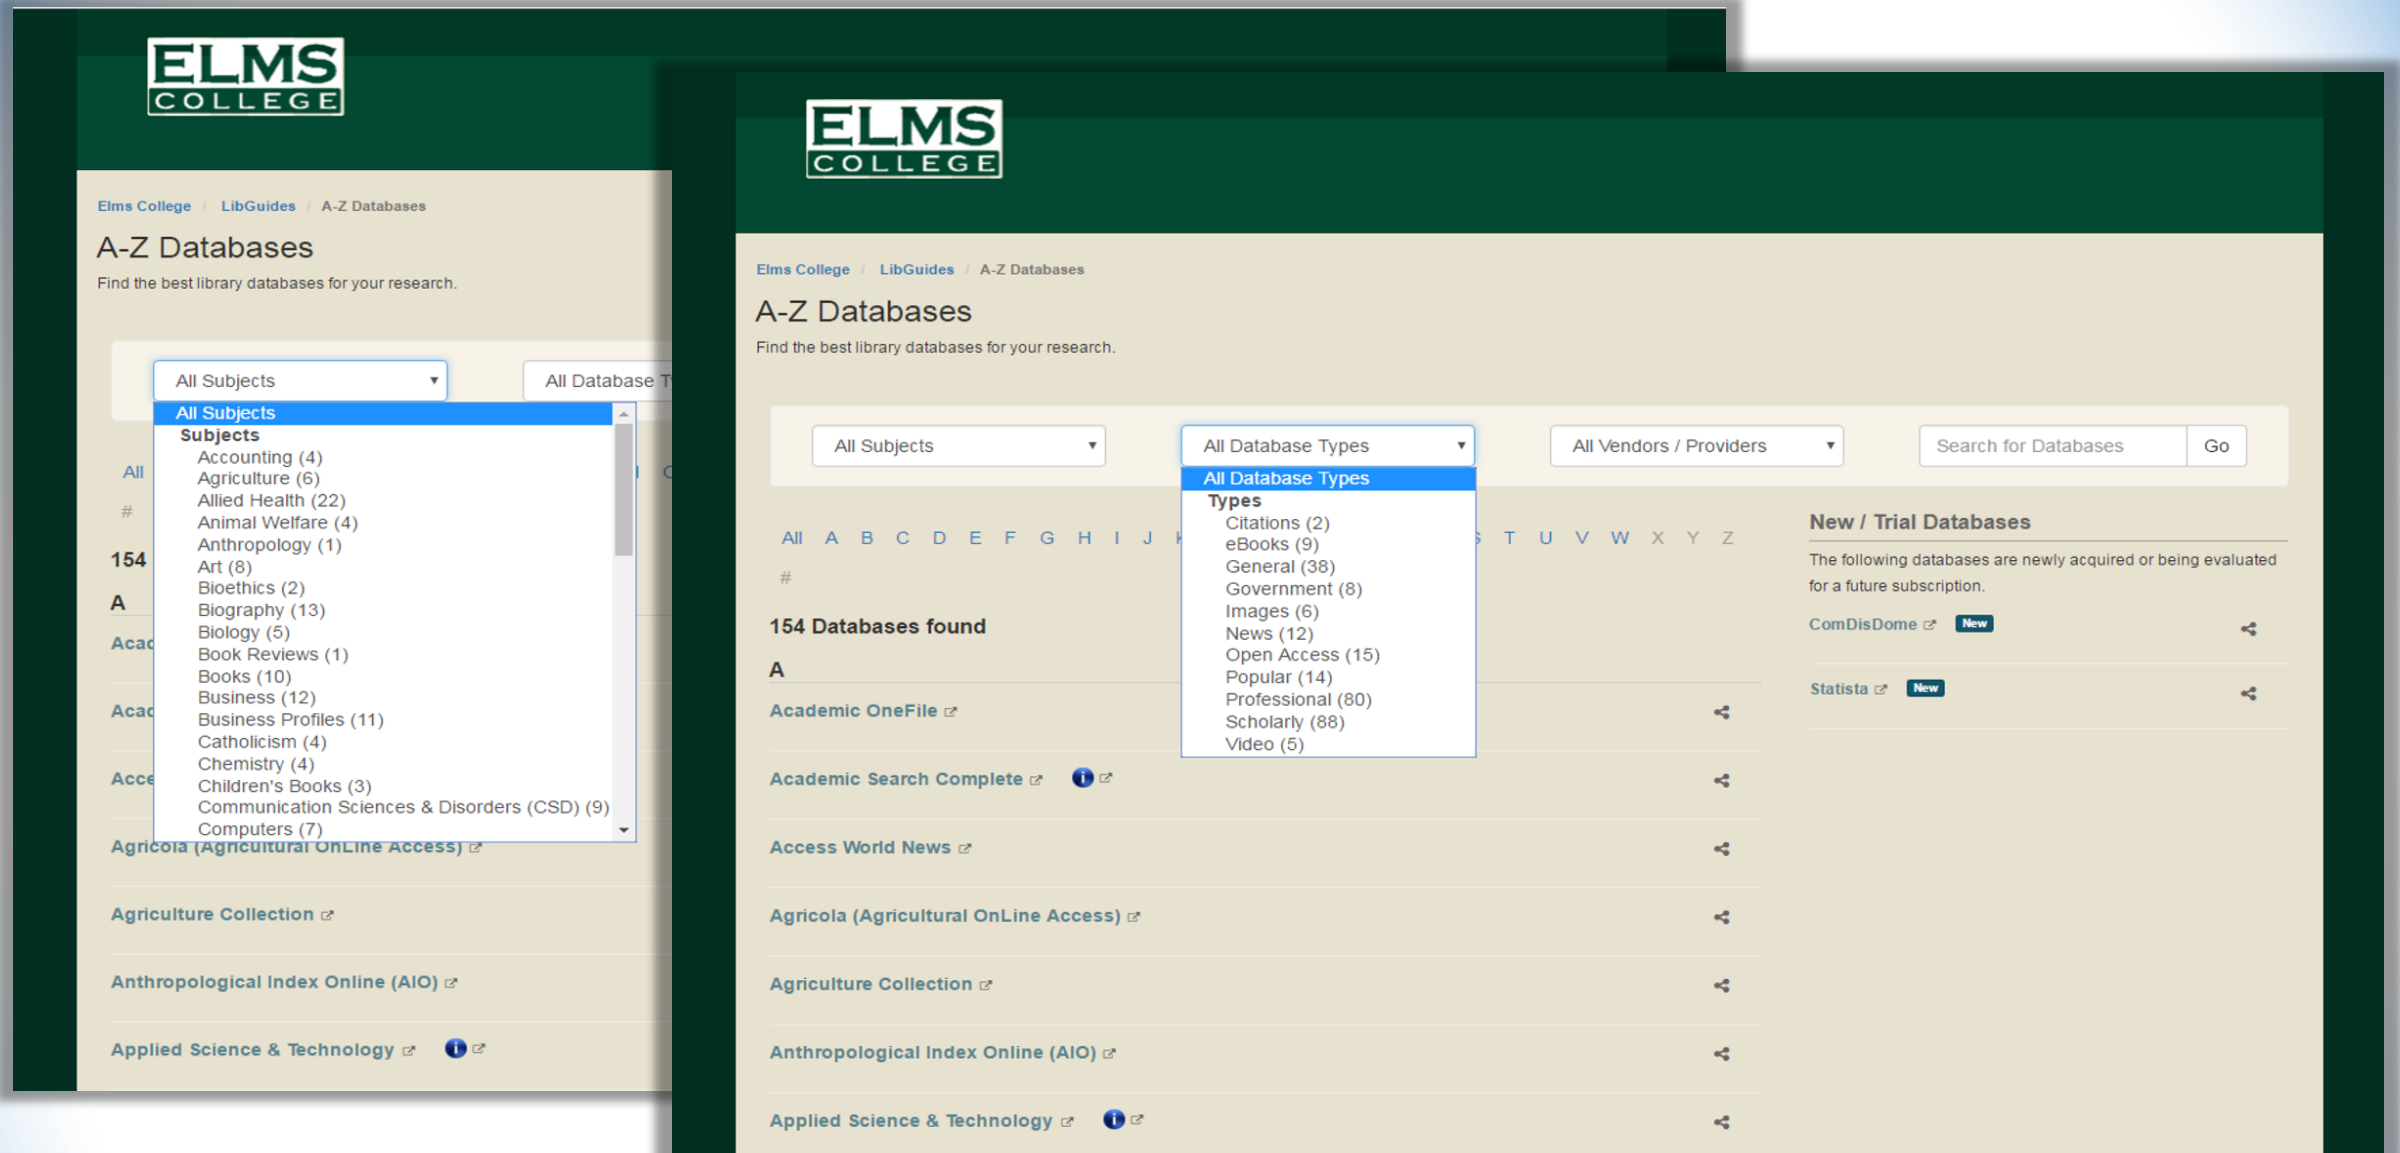 ELMS
COLLEGE
Elms College / LibGuides / A-Z Databases
A-Z Databases
Find the best library databases for your research.
All Subjects
All Database
All Subjects
Subjects
Accounting (4)
Agriculture (6)
Allied Health (22)
Animal Welfare (4)
Anthropology (1)
Art (8)
Bioethics (2)
Biography (13)
Biology (5)
Book Reviews (1)
Books (10)
Business (12)
Business Profiles (11)
Catholicism (4)
Chemistry (4)
Children's Books (3)
Communication Sciences & Disorders (CSD) (9)
Computers (7)
All
#
154
A
Agricola (Agricultural OnLine Access)
Agriculture Collection
Anthropological Index Online (AIO)
Applied Science & Technology
ELMS
COLLEGE
Elms College / LibGuides / A-Z Databases
A-Z Databases
Find the best library databases for your research.
All Subjects
All Database Types
All Vendors / Providers
Search for Databases
Go
All Database Types
Types
Citations (2)
eBooks (9)
General (38)
Government (8)
Images (6)
News (12)
Open Access (15)
Popular (14)
Professional (80)
Scholarly (88)
Video (5)
All A B C D E F G H I J T U V W X Y Z
#
154 Databases found
A
Academic OneFile
Academic Search Complete
Access World News
Agricola (Agricultural OnLine Access)
Agriculture Collection
Anthropological Index Online (AIO)
Applied Science & Technology
New / Trial Databases
The following databases are newly acquired or being evaluated
for a future subscription.
ComDisDome New
Statista New